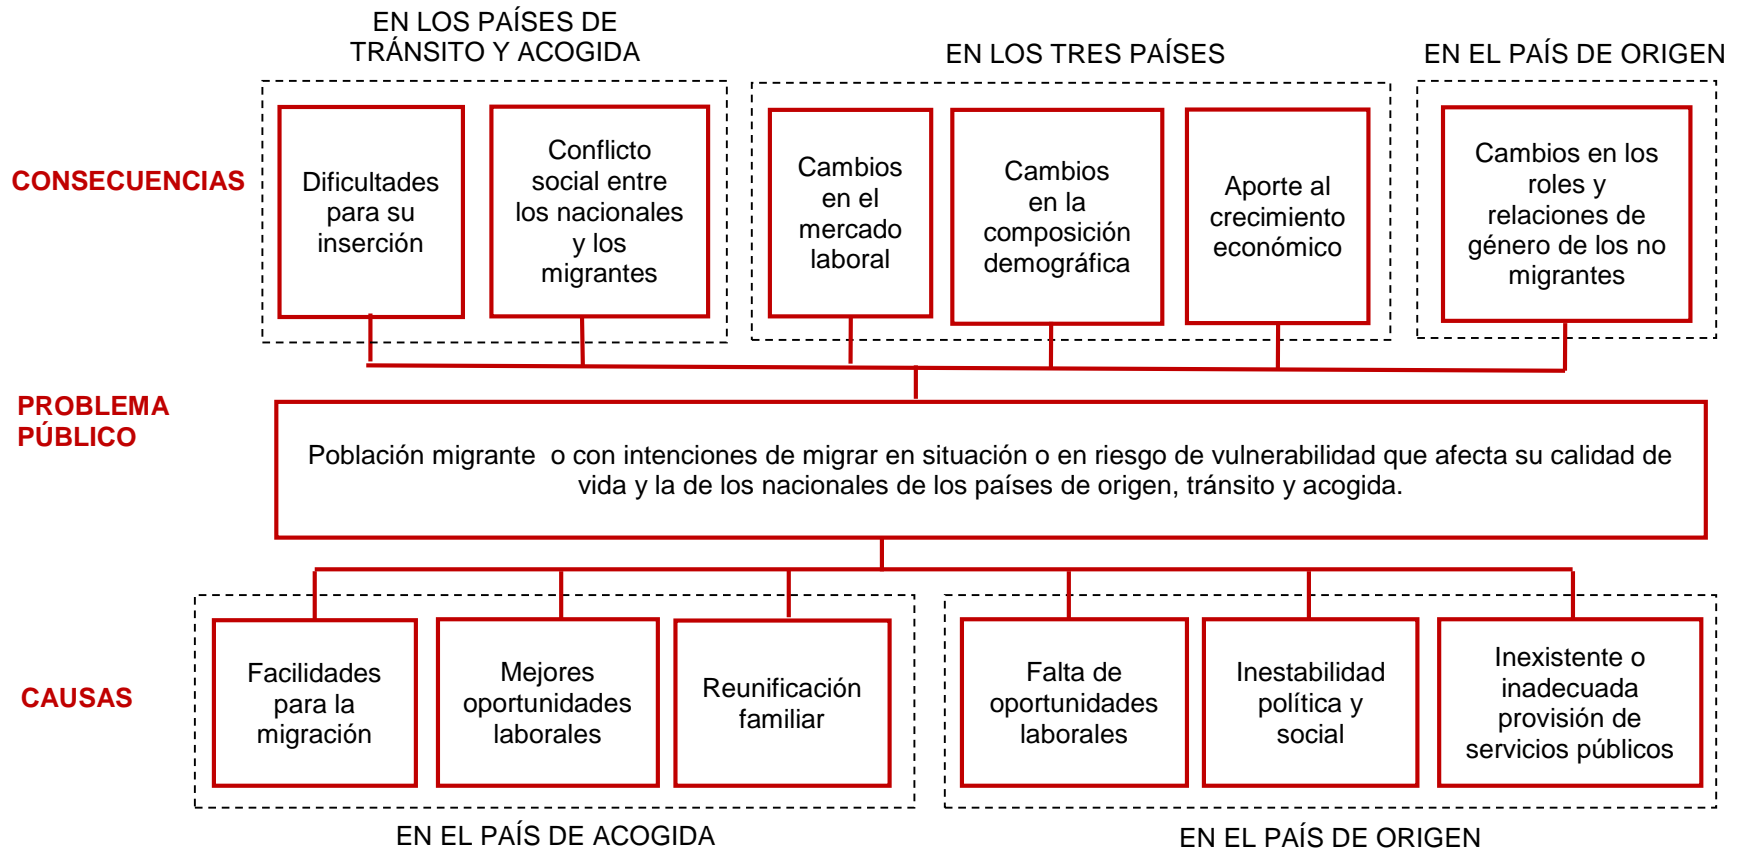 EN LOS PAÍSES DE
TRÁNSITO Y ACOGIDA
EN LOS TRES PAÍSES
EN EL PAÍS DE ORIGEN
CONSECUENCIAS
Dificultades
para su
inserción
Conflicto
social entre
los nacionales
y los
migrantes
Cambios
en el
mercado
laboral
Cambios
en la
composición
demográfica
Aporte al
crecimiento
económico
Cambios en los
roles y
relaciones de
género de los no
migrantes
PROBLEMA
PÚBLICO
Población migrante o con intenciones de migrar en situación o en riesgo de vulnerabilidad que afecta su calidad de
vida y la de los nacionales de los países de origen, tránsito y acogida.
CAUSAS
Facilidades
para la
migración
Mejores
oportunidades
laborales
Reunificación
familiar
Falta de
oportunidades
laborales
Inestabilidad
política y
social
Inexistente o
inadecuada
provisión de
servicios públicos
EN EL PAÍS DE ACOGIDA
EN EL PAÍS DE ORIGEN